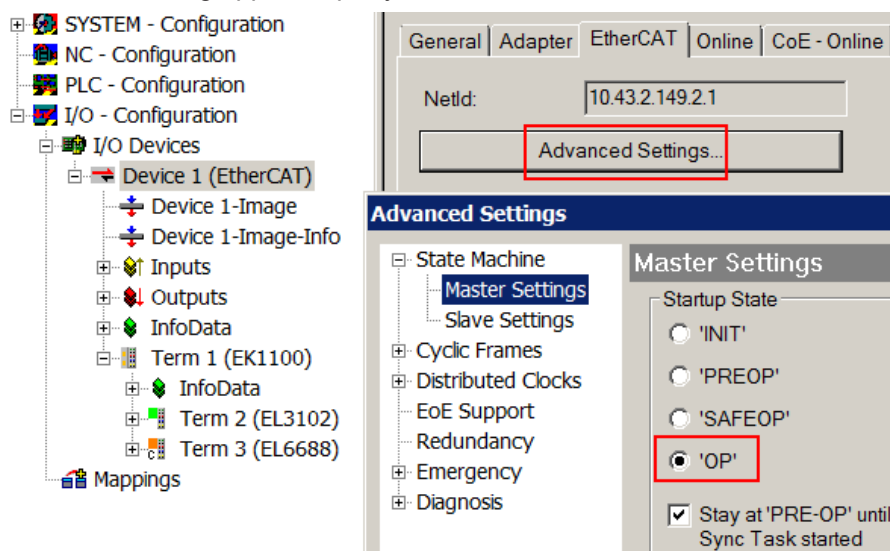 SYSTEM - Configuration
NC - Configuration
PLC - Configuration
I/O - Configuration
I/O Devices
Device 1 (EtherCAT)
Device 1-Image
Device 1-Image-Info
Inputs
Outputs
InfoData
Term 1 (EK1100)
InfoData
Term 2 (EL3102)
Term 3 (EL6688)
Mappings
General Adapter EtherCAT Online CoE - Online
NetId: 10.43.2.149.2.1
Advanced Settings...
Advanced Settings
State Machine
Master Settings
Slave Settings
Cyclic Frames
Distributed Clocks
EoE Support
Redundancy
Emergency
Diagnosis
Master Settings
Startup State
'INIT'
'PREOP'
'SAFEOP'
'OP'
Stay at 'PRE-OP' until
Sync Task started